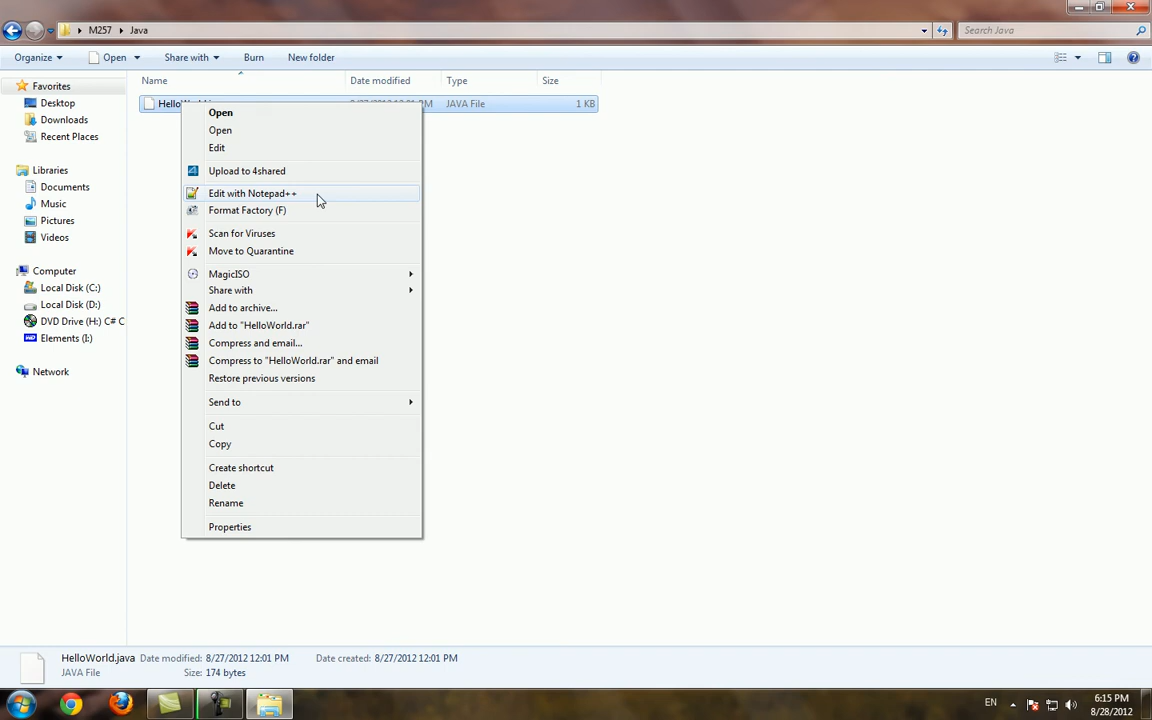 M257 Java
Search Java
Organize Open Share with Burn New folder
Name Date modified Type Size
Favorites
Desktop
Downloads
Recent Places
Libraries
Documents
Music
Pictures
Videos
Computer
Local Disk (C:)
Local Disk (D:)
DVD Drive (H:) C# C
Elements (I:)
Network
JAVA File 1 KB
Open
Open
Edit
Upload to 4shared
Edit with Notepad++
Format Factory (F)
Scan for Viruses
Move to Quarantine
MagicISO
Share with
Add to archive...
Add to "HelloWorld.rar"
Compress and email...
Compress to "HelloWorld.rar" and email
Restore previous versions
Send to
Cut
Copy
Create shortcut
Delete
Rename
Properties
HelloWorld.java Date modified: 8/27/2012 12:01 PM Date created: 8/27/2012 12:01 PM
JAVA File Size: 174 bytes
EN
6:15 PM
8/28/2012